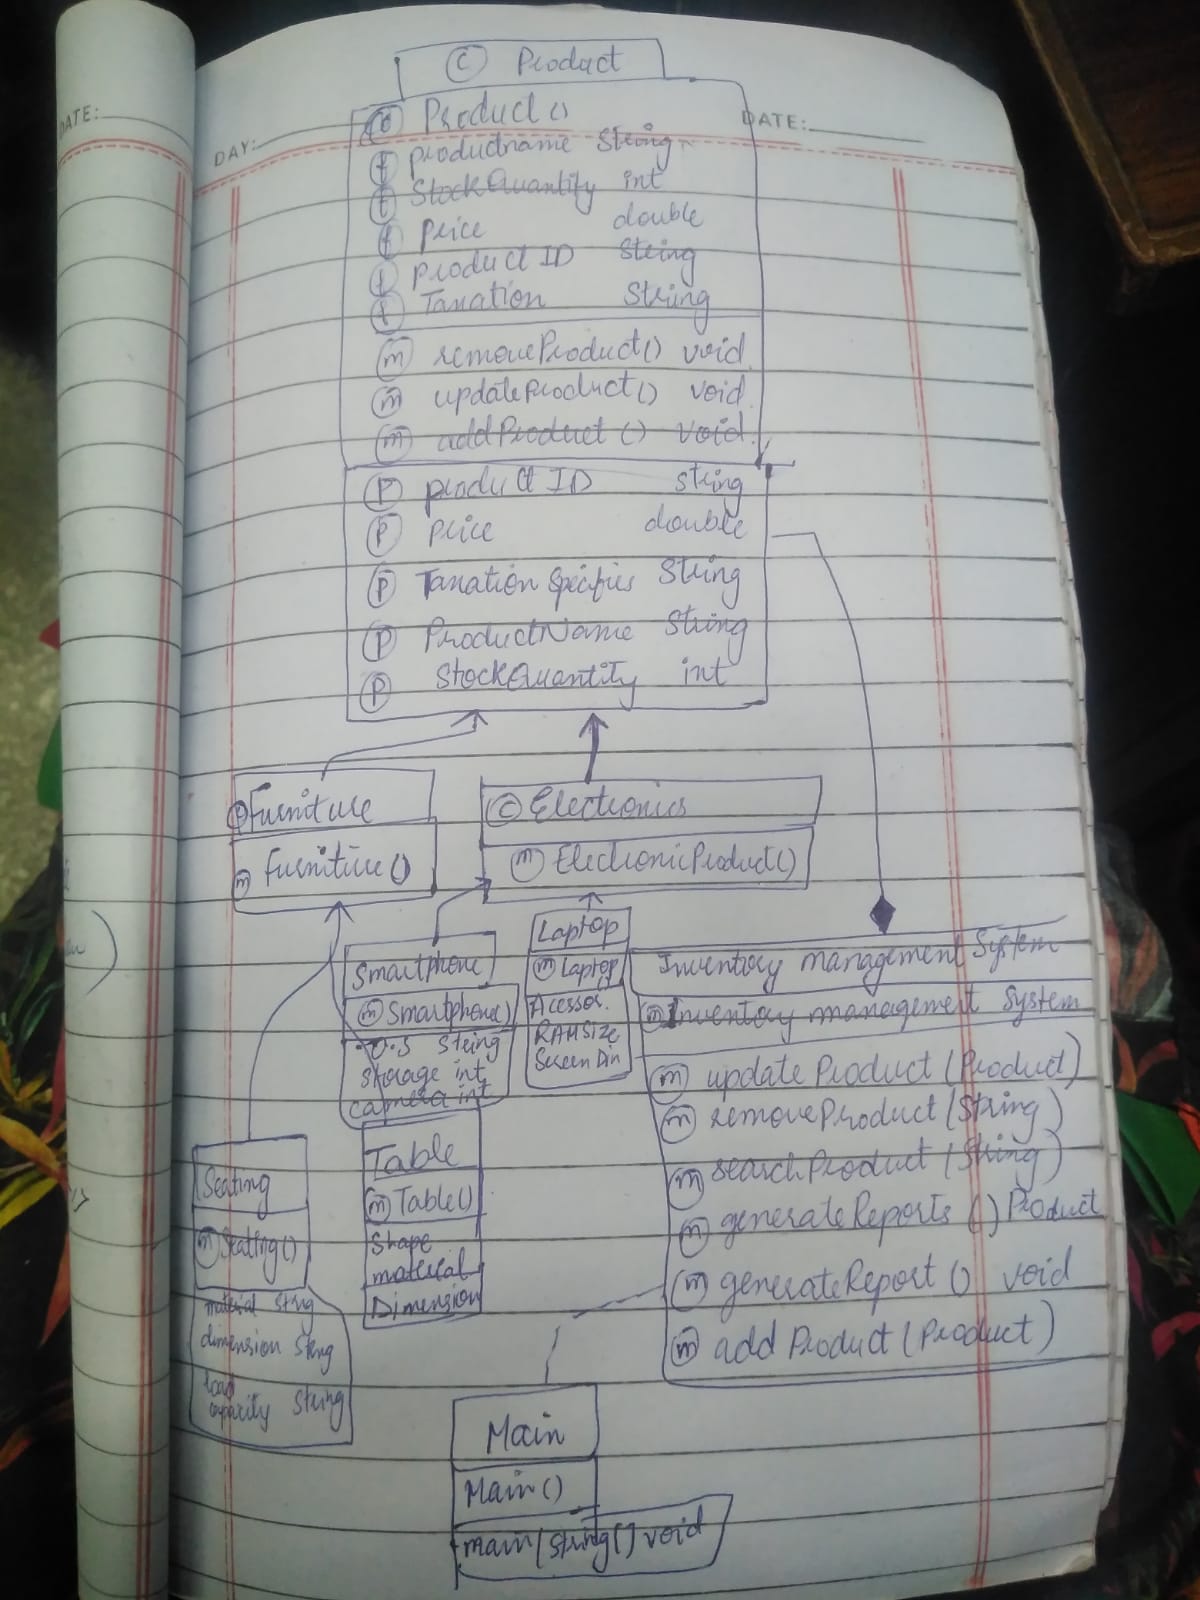 DATE:
DAY:
DATE:
C Product
Product()
f productname String
f StockQuantity int
f price double
f product ID String
f Taxation String
m removeProduct() void
m updateProduct() void
m addProduct () void
P product ID string
P price double
P Taxation Specifies String
P ProductName String
P StockQuantity int
Furniture
m Furniture()
C Electronics
m ElectronicProduct()
Smartphone
m Smartphone()
O.S String
storage int
camera int
Laptop
m Laptop()
Acessor.
RAMSIZE
Screen Dim
Inventory management System
m Inventory management System
m update Product (Product)
m removeProduct (String)
m searchProduct (String)
m generateReports () Product
m generateReport () void
m add Product (Product)
Seating
m Seating()
material String
dimension String
load capacity String
Table
m Table()
Shape
material
Dimension
Main
Main()
main(String() void